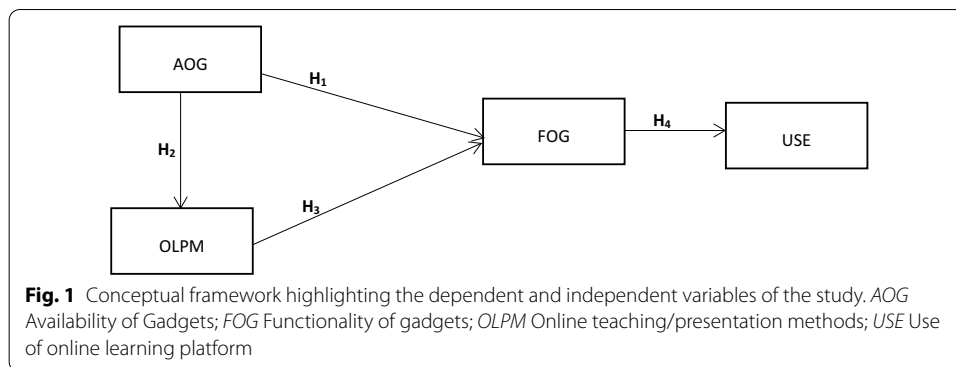 AOG
H₁
FOG
H₄
USE
H₂
H₃
OLPM
Fig. 1 Conceptual framework highlighting the dependent and independent variables of the study. AOG
Availability of Gadgets; FOG Functionality of gadgets; OLPM Online teaching/presentation methods; USE Use
of online learning platform